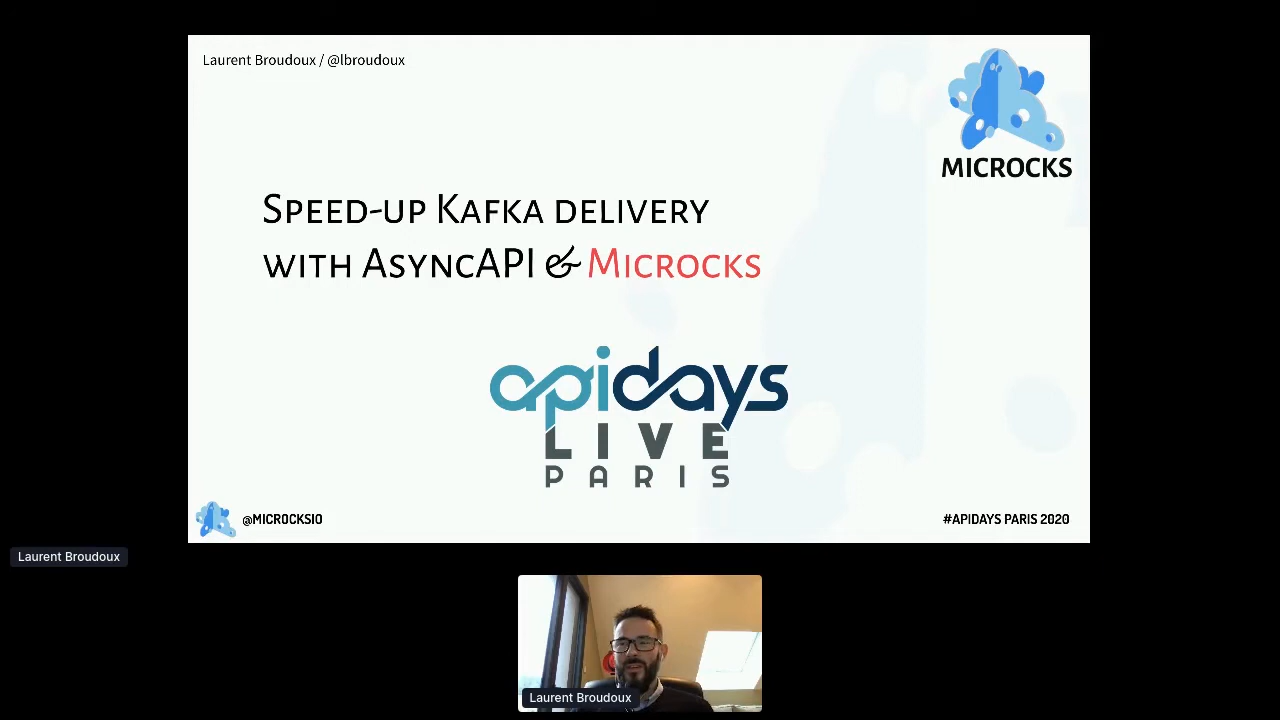 Laurent Broudoux / @lbroudoux
MICROCKS
Speed-up Kafka delivery
with AsyncAPI & Microcks
apidays
LIVE
PARIS
@MICROCKSIO
#APIDAYS PARIS 2020
Laurent Broudoux
Laurent Broudoux